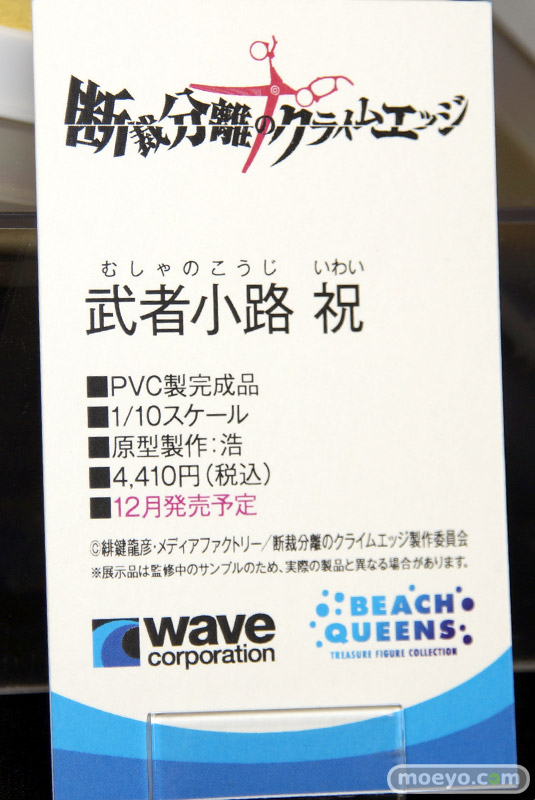 断裁分離のクライムエッジ
©
むしゃのこうじ いわい
武者小路 祝
■PVC製完成品
■1/10スケール
■原型製作:浩
■4,410円(税込)
■12月発売予定
©緋鍵龍彦・メディアファクトリー/断裁分離のクライムエッジ製作委員会
※展示品は監修中のサンプルのため、実際の製品と異なる場合があります。
wave
corporation
BEACH
QUEENS
TREASURE FIGURE COLLECTION
moeyo.com